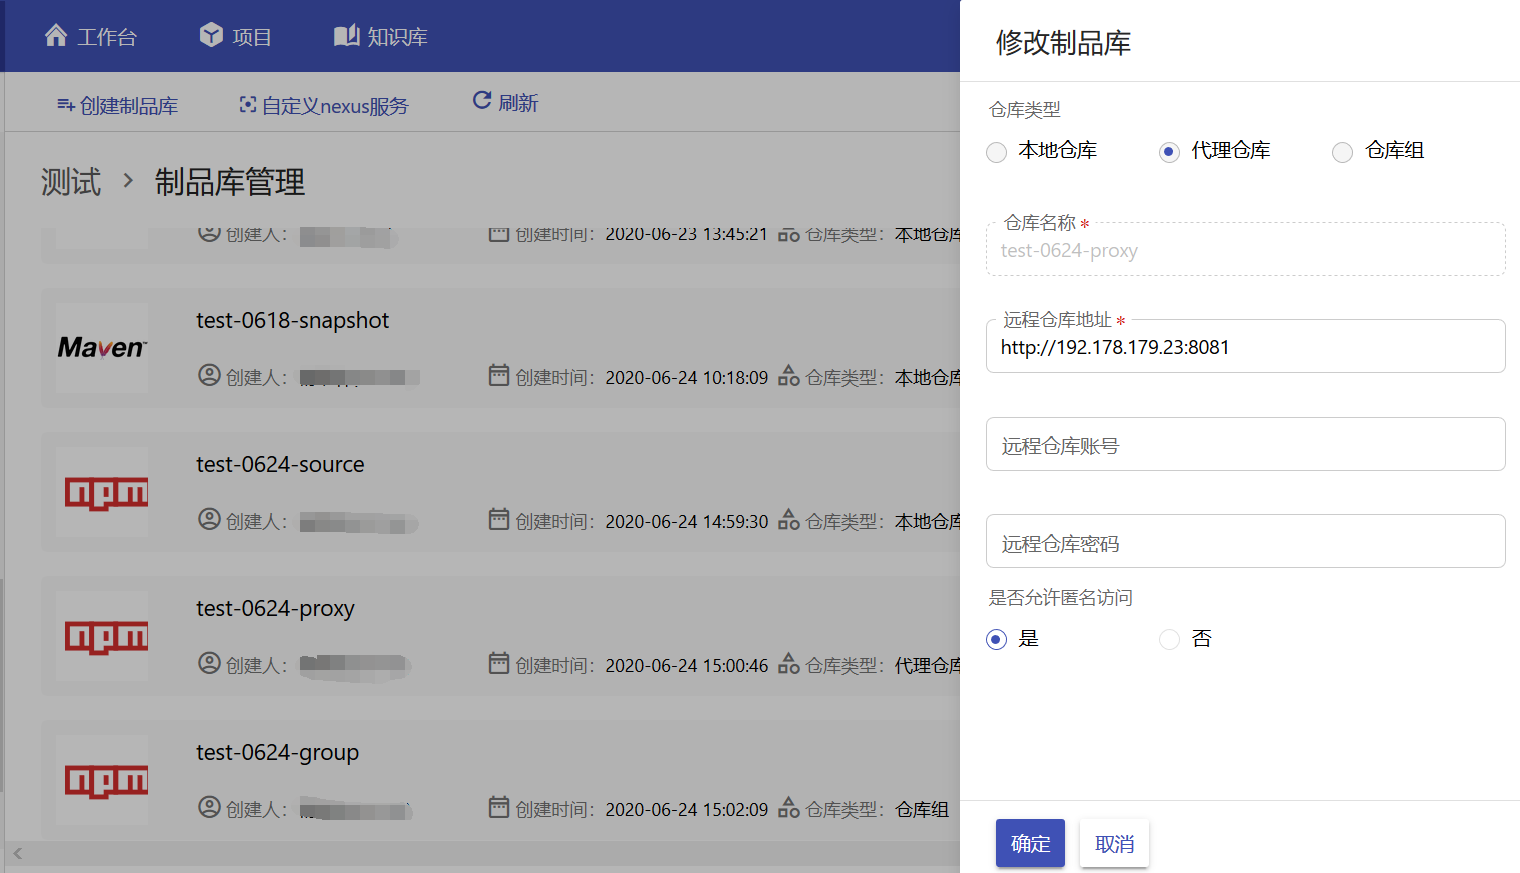 工作台 项目 知识库
创建制品库 自定义nexus服务 刷新
测试 > 制品库管理
创建人： 创建时间： 2020-06-23 13:45:21 仓库类型： 本地仓库
Maven™
test-0618-snapshot
创建人： 创建时间： 2020-06-24 10:18:09 仓库类型： 本地仓库
npm
test-0624-source
创建人： 创建时间： 2020-06-24 14:59:30 仓库类型： 本地仓库
npm
test-0624-proxy
创建人： 创建时间： 2020-06-24 15:00:46 仓库类型： 代理仓库
npm
test-0624-group
创建人： 创建时间： 2020-06-24 15:02:09 仓库类型： 仓库组
修改制品库
仓库类型
本地仓库 代理仓库 仓库组
仓库名称 *
test-0624-proxy
远程仓库地址 *
http://192.178.179.23:8081
远程仓库账号
远程仓库密码
是否允许匿名访问
是 否
确定 取消